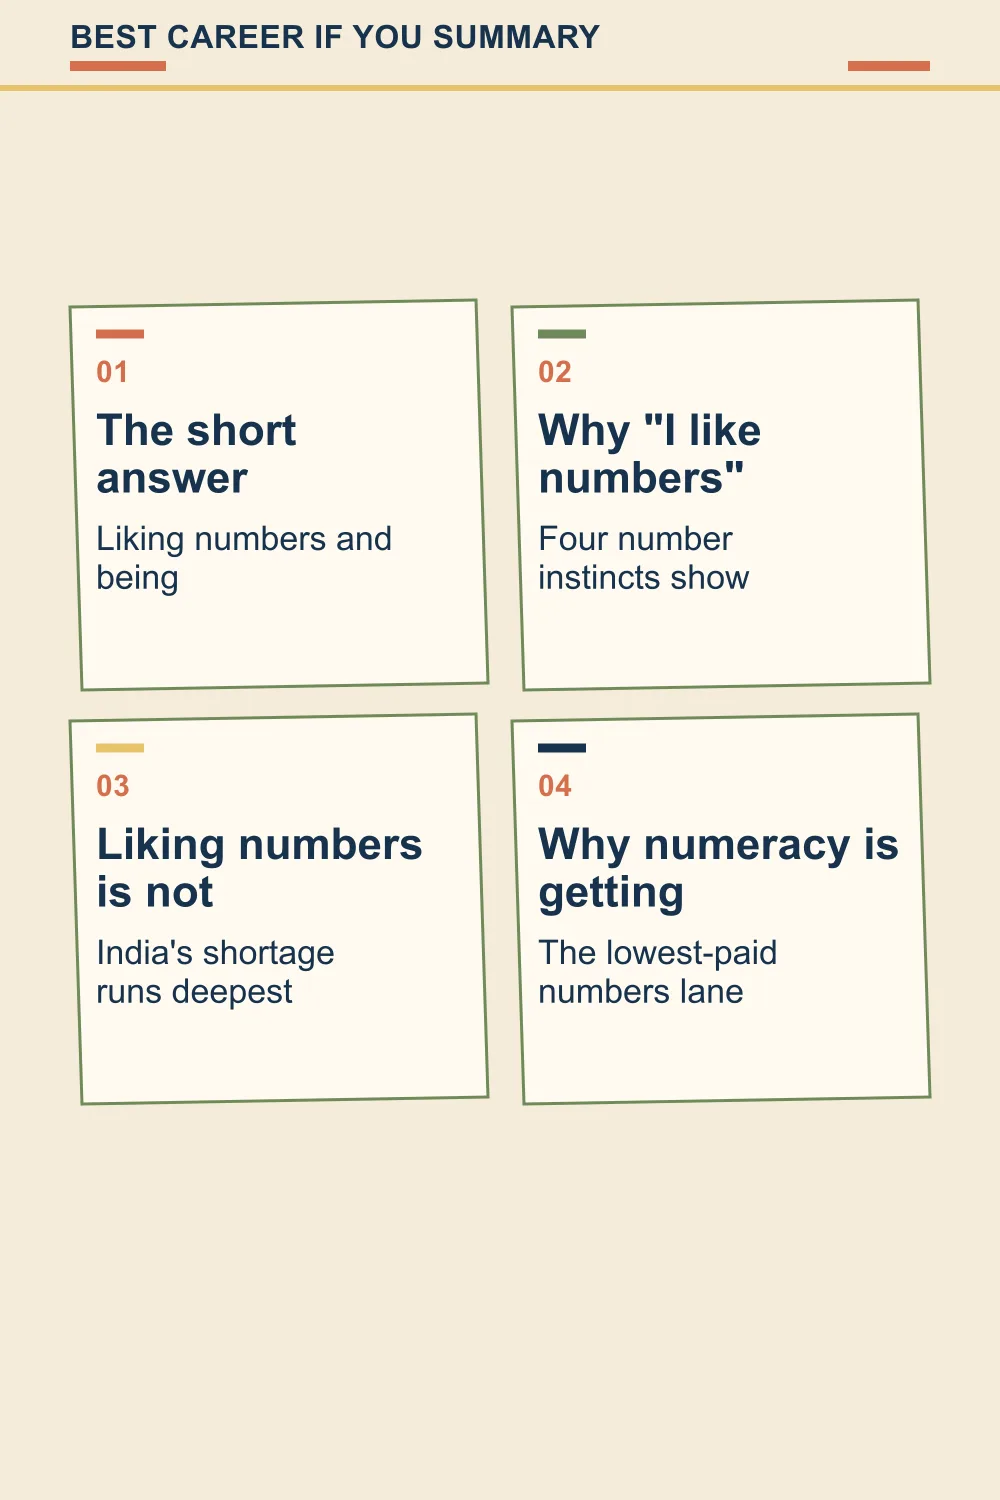 BEST CAREER IF YOU SUMMARY
01
The short
answer
Liking numbers and
being
02
Why "I like
numbers"
Four number
instincts show
03
Liking numbers
is not
India's shortage
runs deepest
04
Why numeracy is
getting
The lowest-paid
numbers lane